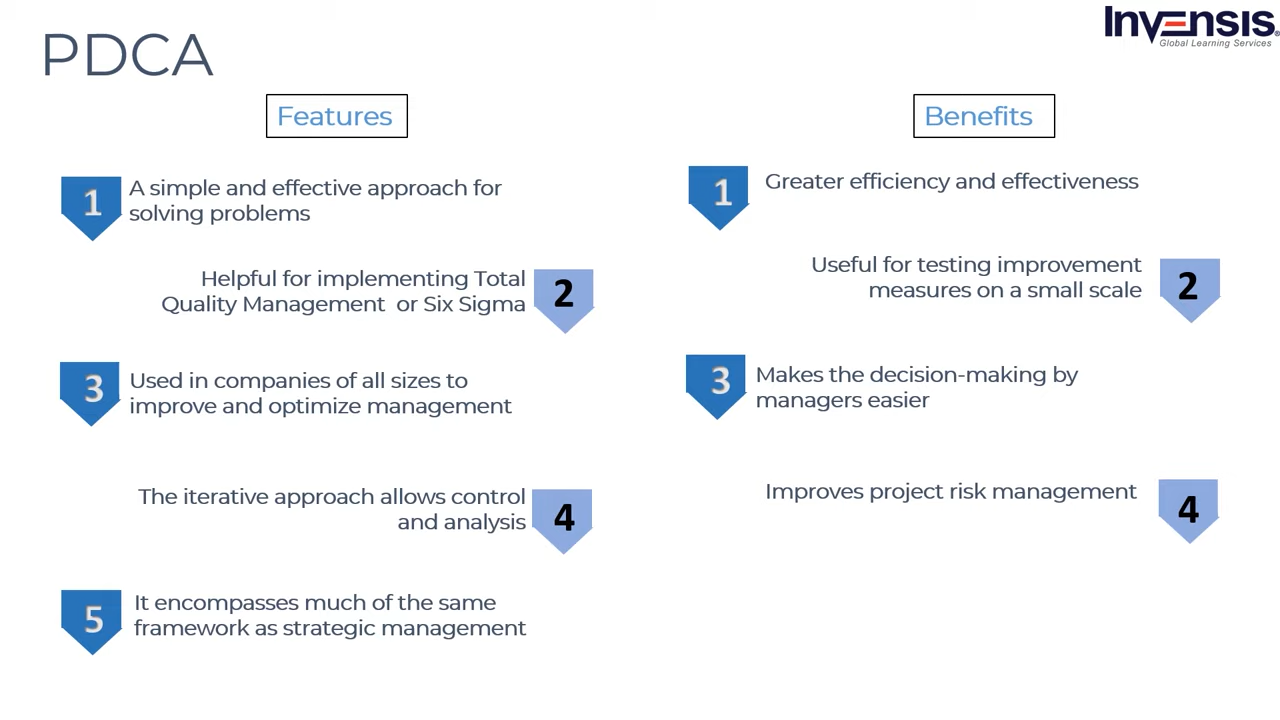 PDCA
Invensis®
Global Learning Services
Features
1
A simple and effective approach for
solving problems
Helpful for implementing Total
Quality Management or Six Sigma
2
3
Used in companies of all sizes to
improve and optimize management
The iterative approach allows control
and analysis
4
5
It encompasses much of the same
framework as strategic management
Benefits
1
Greater efficiency and effectiveness
Useful for testing improvement
measures on a small scale
2
3
Makes the decision-making by
managers easier
Improves project risk management
4